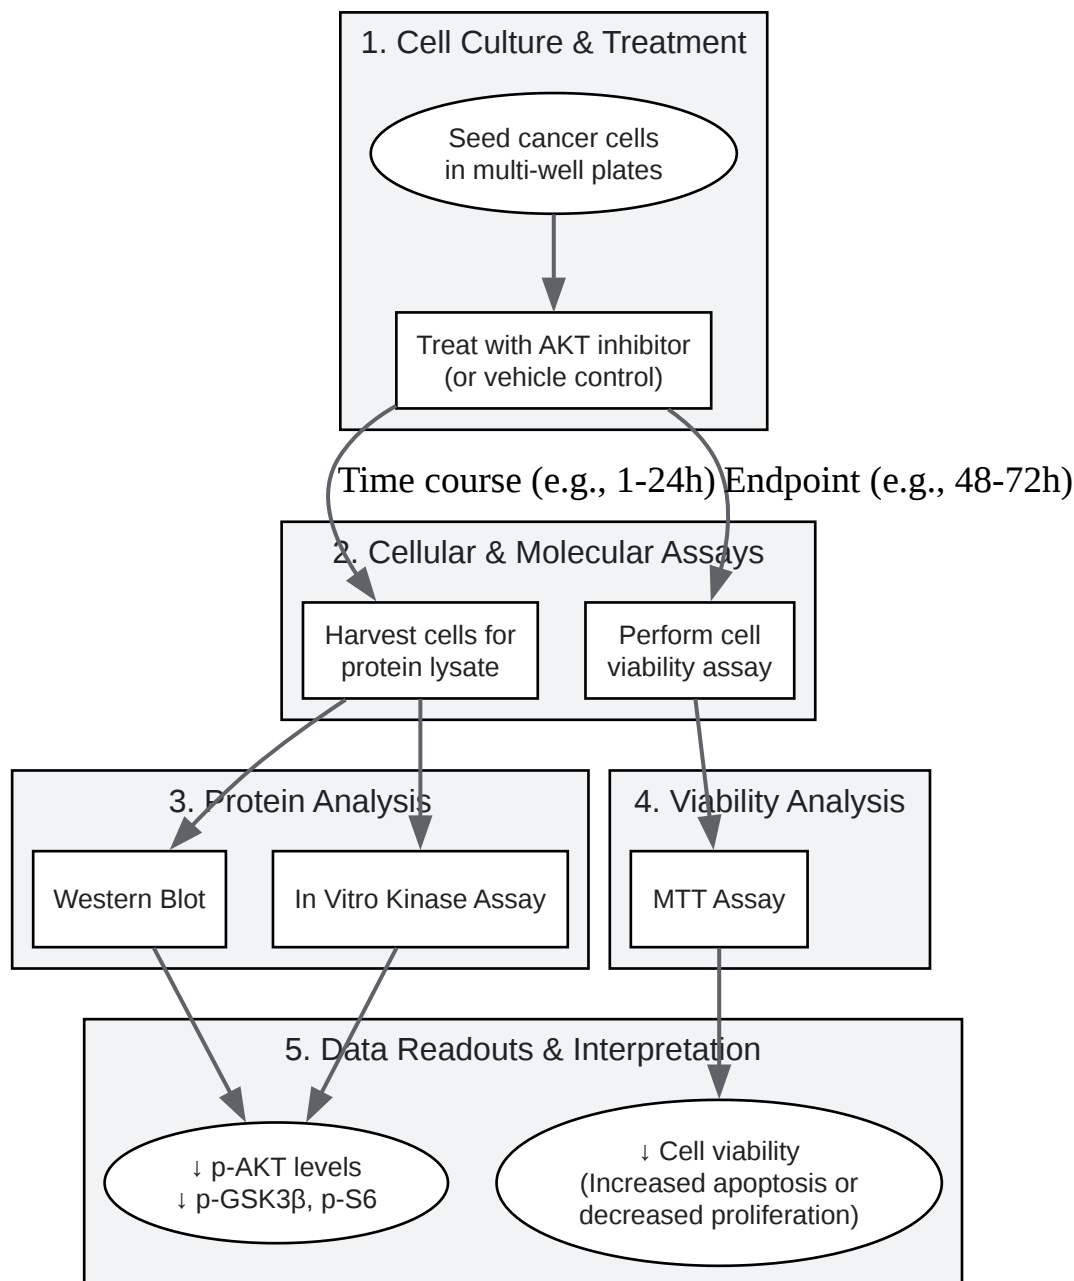 1. Cell Culture & Treatment
Seed cancer cells
in multi-well plates
Treat with AKT inhibitor
(or vehicle control)
Time course (e.g., 1-24h)
Endpoint (e.g., 48-72h)
2. Cellular & Molecular Assays
Harvest cells for
protein lysate
Perform cell
viability assay
3. Protein Analysis
4. Viability Analysis
Western Blot
In Vitro Kinase Assay
MTT Assay
5. Data Readouts & Interpretation
↓ p-AKT levels
↓ p-GSK3β, p-S6
↓ Cell viability
(Increased apoptosis or
decreased proliferation)